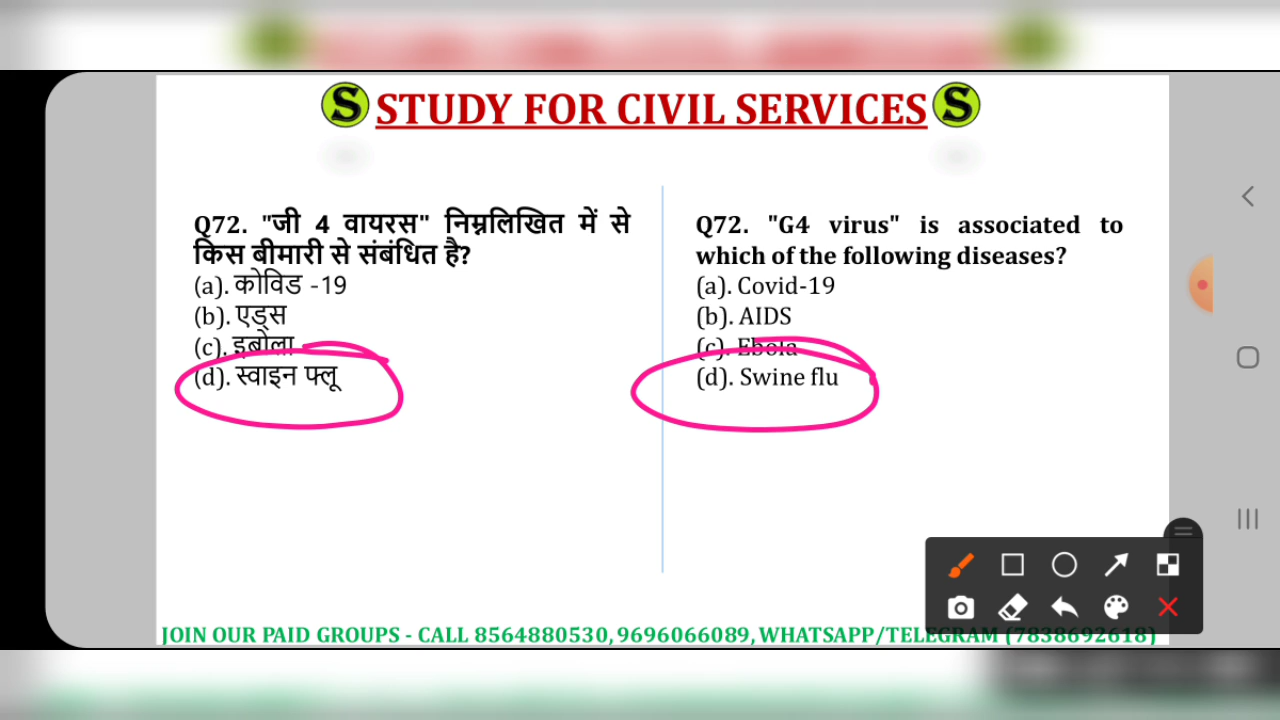 S STUDY FOR CIVIL SERVICES S
Q72. "जी 4 वायरस" निम्नलिखित में से
किस बीमारी से संबंधित है?
(a). कोविड -19
(b). एड्स
(c). इबोला
(d). स्वाइन फ्लू
Q72. "G4 virus" is associated to
which of the following diseases?
(a). Covid-19
(b). AIDS
(c). Ebola
(d). Swine flu
JOIN OUR PAID GROUPS - CALL 8564880530, 9696066089, WHATSAPP/TELEGRAM (7838692618)